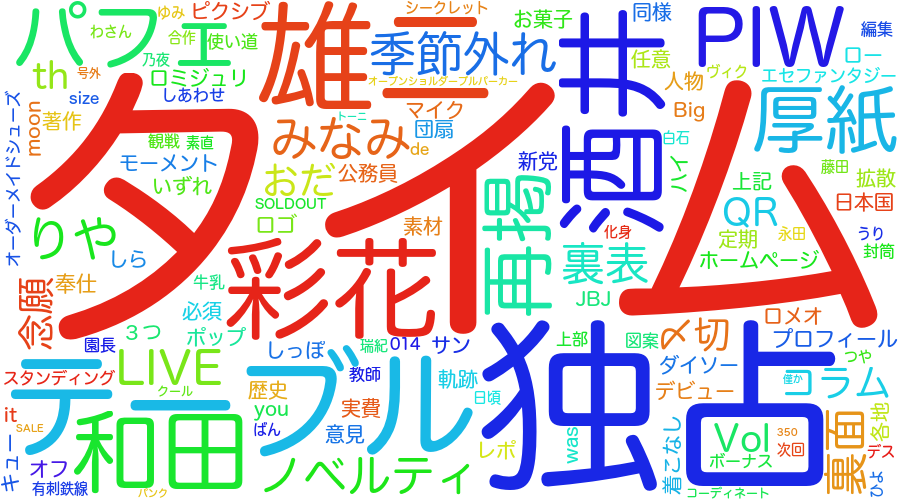 パフェ
わさん
ゆみ
ピクシブ
合作
使い道
乃夜
th
号外
ロミジュリ
size
しあわせ
著作
moon
雄
シークレット
季節外れ
オープンショルダープルパーカー
マイク
お菓子
同様
任意
酒井
PIW
編集
ロー
人物
ヴィク
エセファンタジー
Big
厚紙
タイム
オーダーメイドシューズ
観戦
素直
モーメント
いずれ
みなみ
トーニ
団扇
de
おだ
公務員
SOLDOUT
ロゴ
新党
白石
ハイ
上記
藤田
拡散
QR
日本国
りや
しら
素材
再掲
化身
定期
永田
うり
封筒
裏表
ホームページ
彩花
念願
奉仕
牛乳
必須
JBJ
3つ
ポップ
上部
図案
〆切
ロメオ
プロフィール
園長
しっぽ
瑞紀
014
サン
独占
ダイソー
つや
スタンディング
LIVE
クール
テーブル
教師
軌跡
日頃
デビュー
僅か
コラム
it
SALE
和田
歴史
you
ばん
実費
意見
レポ
was
着こなし
Vol
350
ボーナス
次回
裏面
各地
デス
キュー
オフ
有刺鉄線
パンク
ノベルティ
コーディネート
ひよ